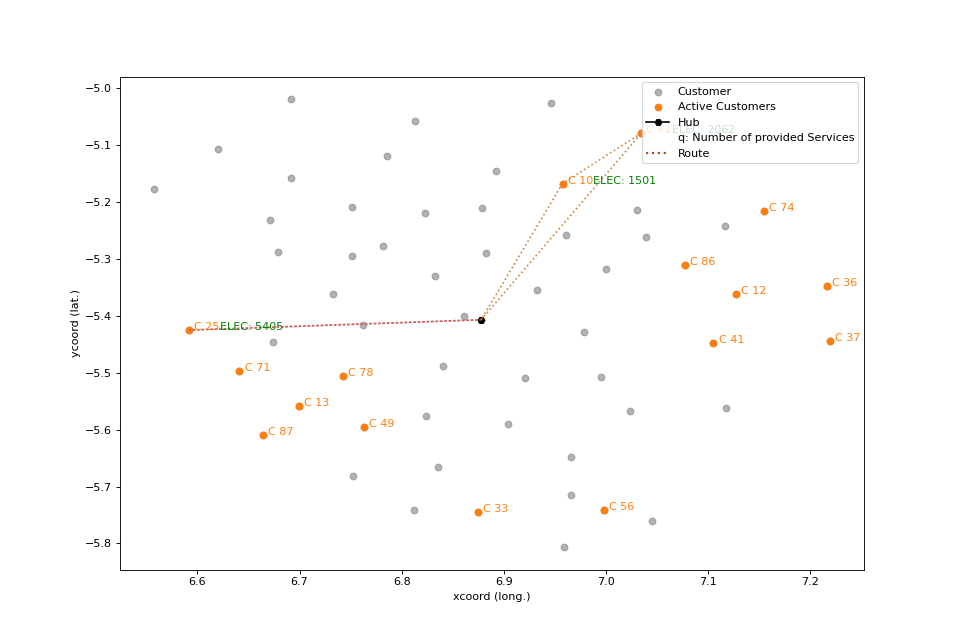 Customer
Active Customers
Hub
q: Number of provided Services
Route
C 81 ELEC: 2062
C 10 ELEC: 1501
C 74
C 86
C 12
C 36
C 25 ELEC: 5405
C 41
C 37
C 71
C 78
C 13
C 49
C 87
C 33
C 56
−5.0
−5.1
−5.2
−5.3
−5.4
−5.5
−5.6
−5.7
−5.8
ycoord (lat.)
6.6 6.7 6.8 6.9 7.0 7.1 7.2
xcoord (long.)